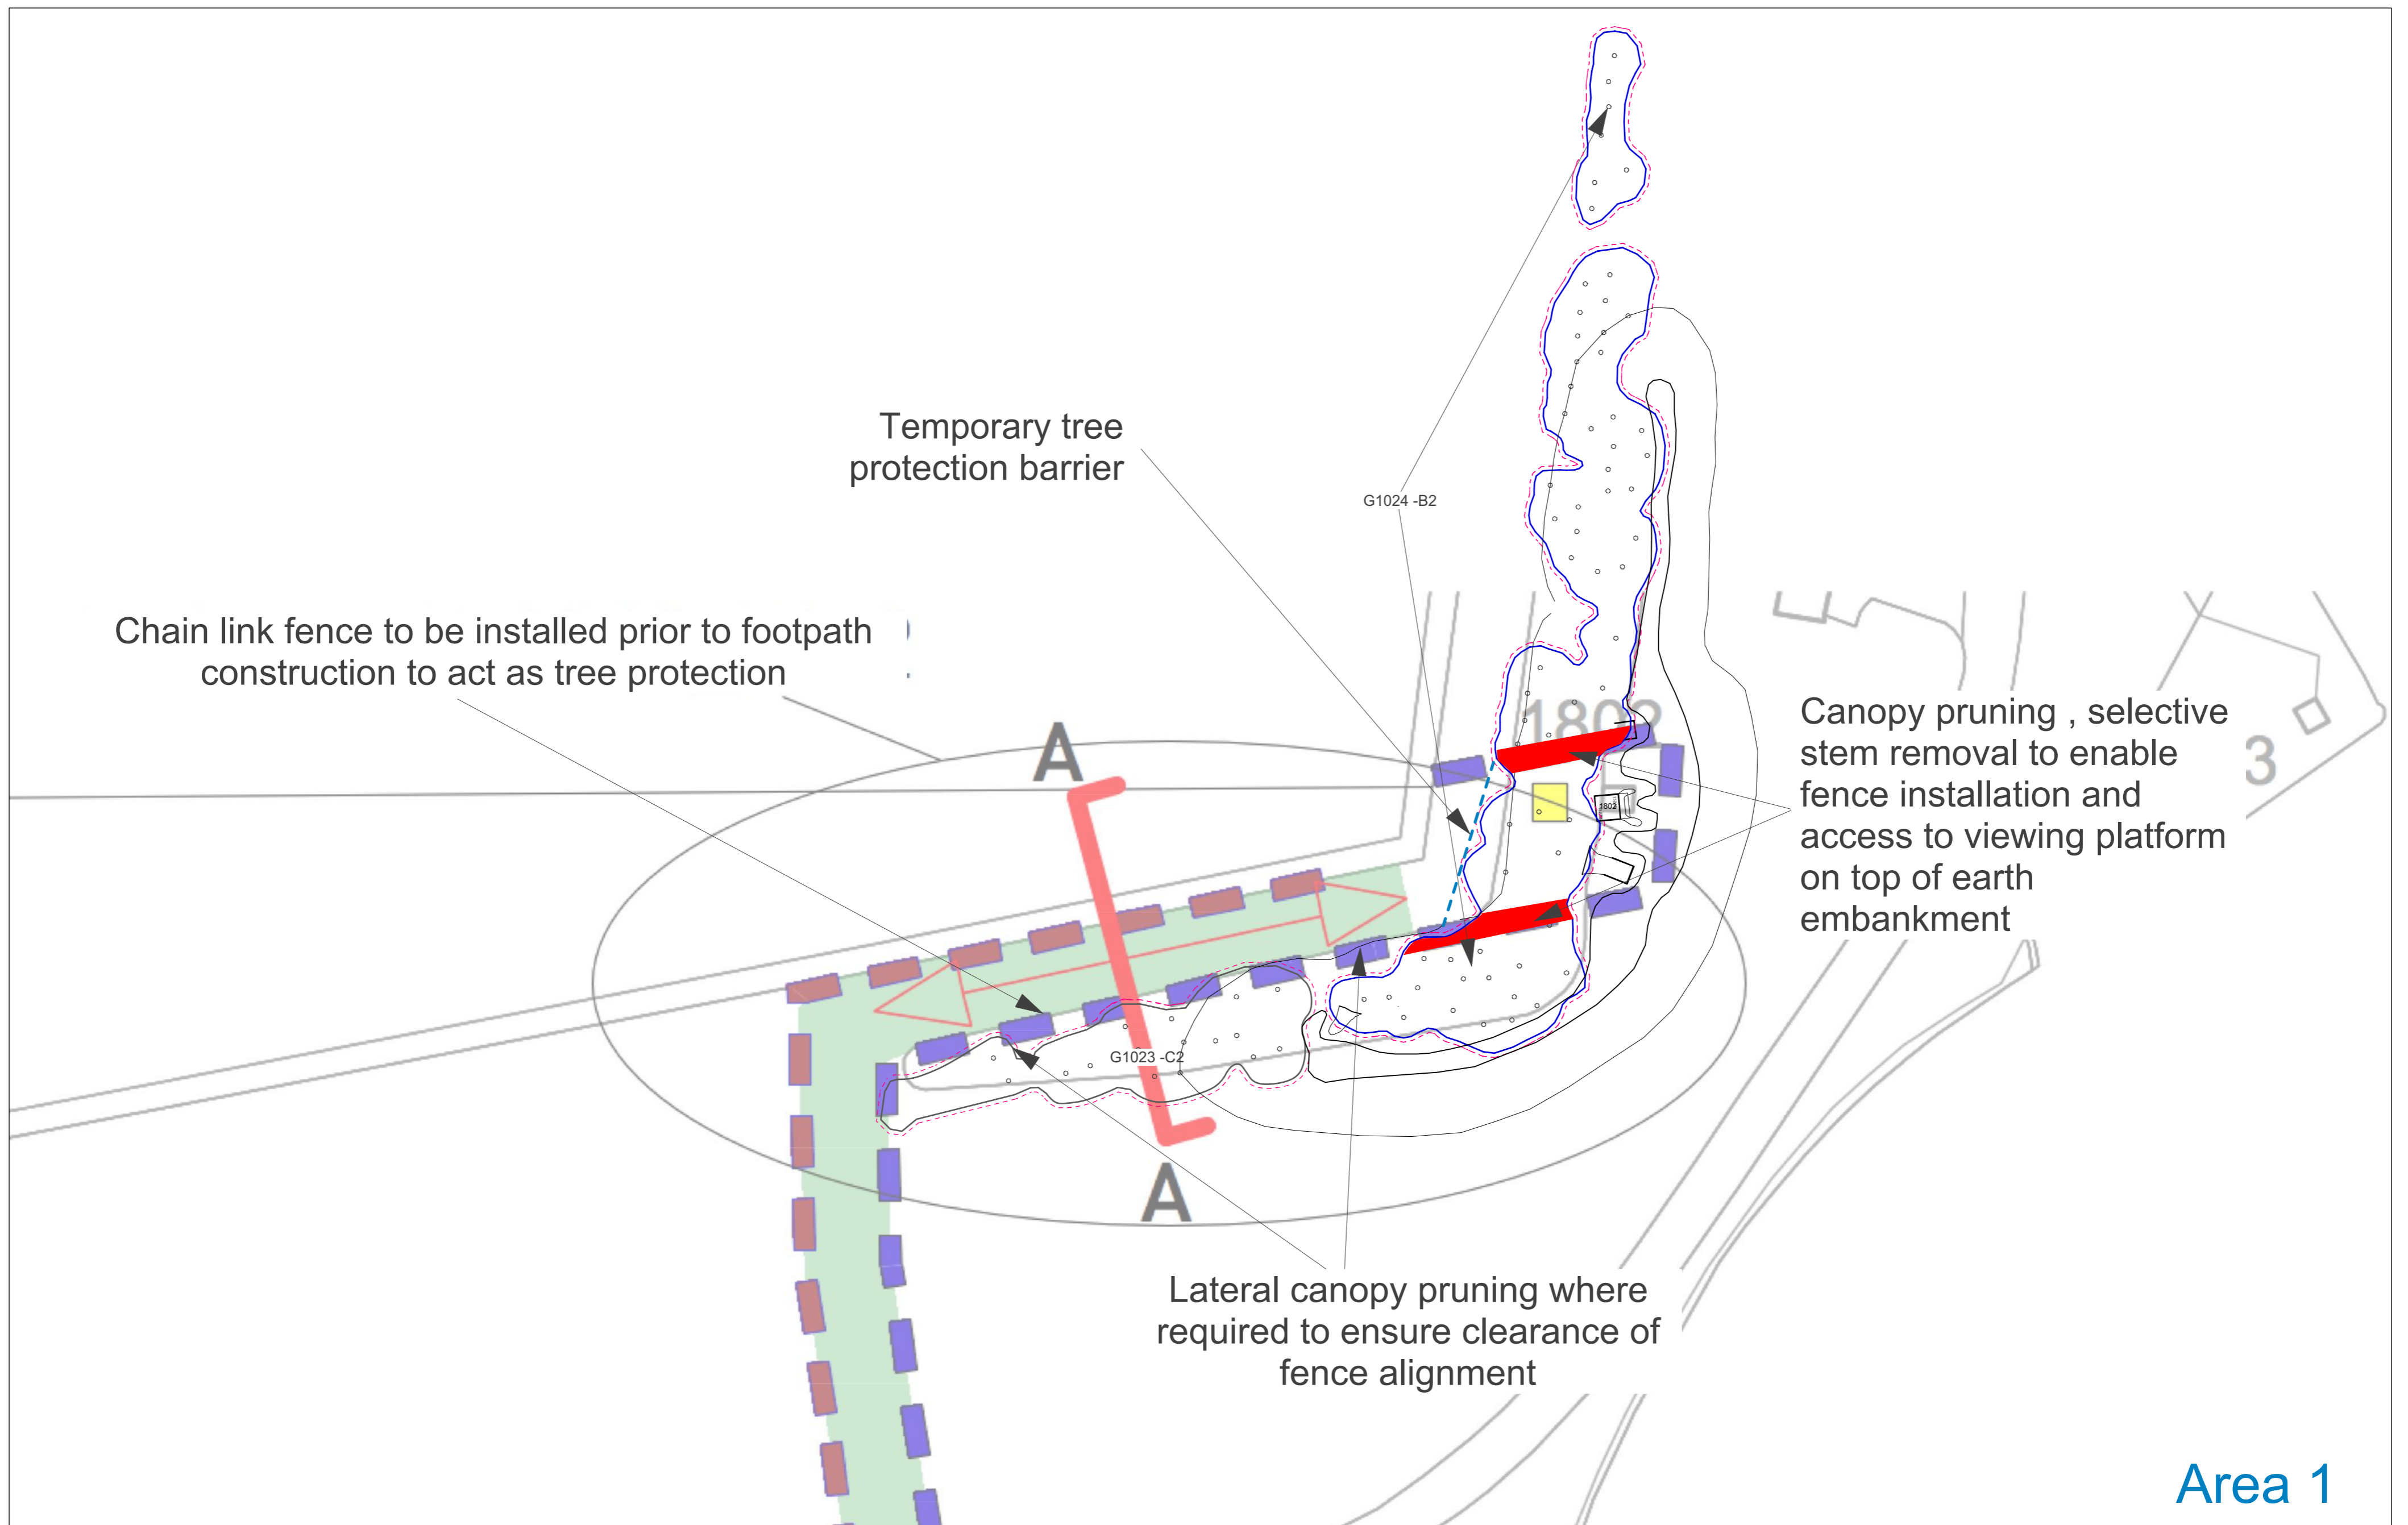 Temporary tree
protection barrier
G1024 -B2
Chain link fence to be installed prior to footpath
construction to act as tree protection
A
1802
Canopy pruning , selective
stem removal to enable
fence installation and
access to viewing platform
on top of earth
embankment
3
1802
G1023 -C2
A
Lateral canopy pruning where
required to ensure clearance of
fence alignment
Area 1